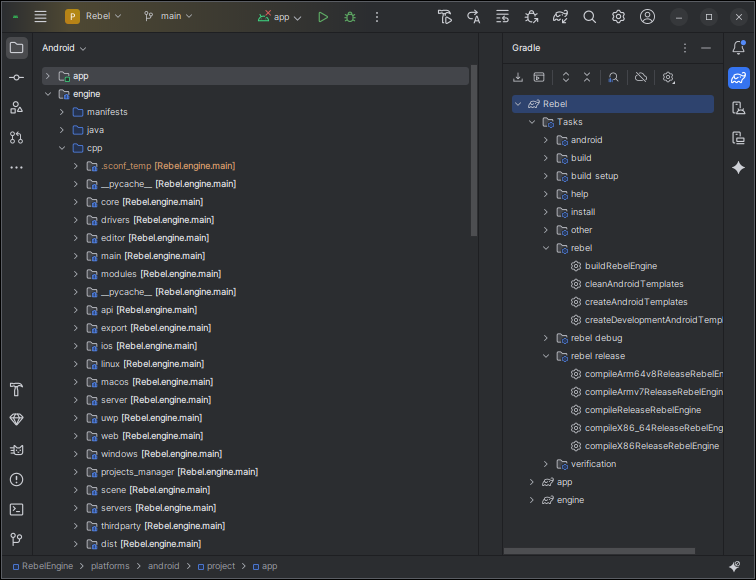 P Rebel main app
Android
app
engine
manifests
java
cpp
.sconf_temp [Rebel.engine.main]
__pycache__ [Rebel.engine.main]
core [Rebel.engine.main]
drivers [Rebel.engine.main]
editor [Rebel.engine.main]
main [Rebel.engine.main]
modules [Rebel.engine.main]
__pycache__ [Rebel.engine.main]
api [Rebel.engine.main]
export [Rebel.engine.main]
ios [Rebel.engine.main]
linux [Rebel.engine.main]
macos [Rebel.engine.main]
server [Rebel.engine.main]
uwp [Rebel.engine.main]
web [Rebel.engine.main]
windows [Rebel.engine.main]
projects_manager [Rebel.engine.main]
scene [Rebel.engine.main]
servers [Rebel.engine.main]
thirdparty [Rebel.engine.main]
dist [Rebel.engine.main]
Gradle
Rebel
Tasks
android
build
build setup
help
install
other
rebel
buildRebelEngine
cleanAndroidTemplates
createAndroidTemplates
createDevelopmentAndroidTempl
rebel debug
rebel release
compileArm64v8ReleaseRebelEn
compileArmv7ReleaseRebelEngin
compileReleaseRebelEngine
compileX86_64ReleaseRebelEng
compileX86ReleaseRebelEngine
verification
app
engine
RebelEngine > platforms > android > project > app